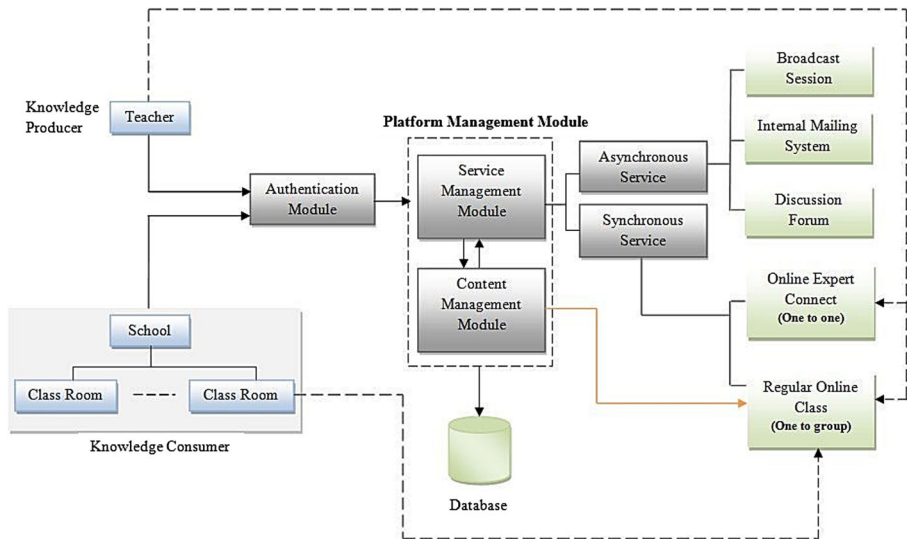 Knowledge
Producer
Teacher
Authentication
Module
School
Class Room
Class Room
Knowledge Consumer
Platform Management Module
Service
Management
Module
Content
Management
Module
Database
Asynchronous
Service
Synchronous
Service
Broadcast
Session
Internal Mailing
System
Discussion
Forum
Online Expert
Connect
(One to one)
Regular Online
Class
(One to group)